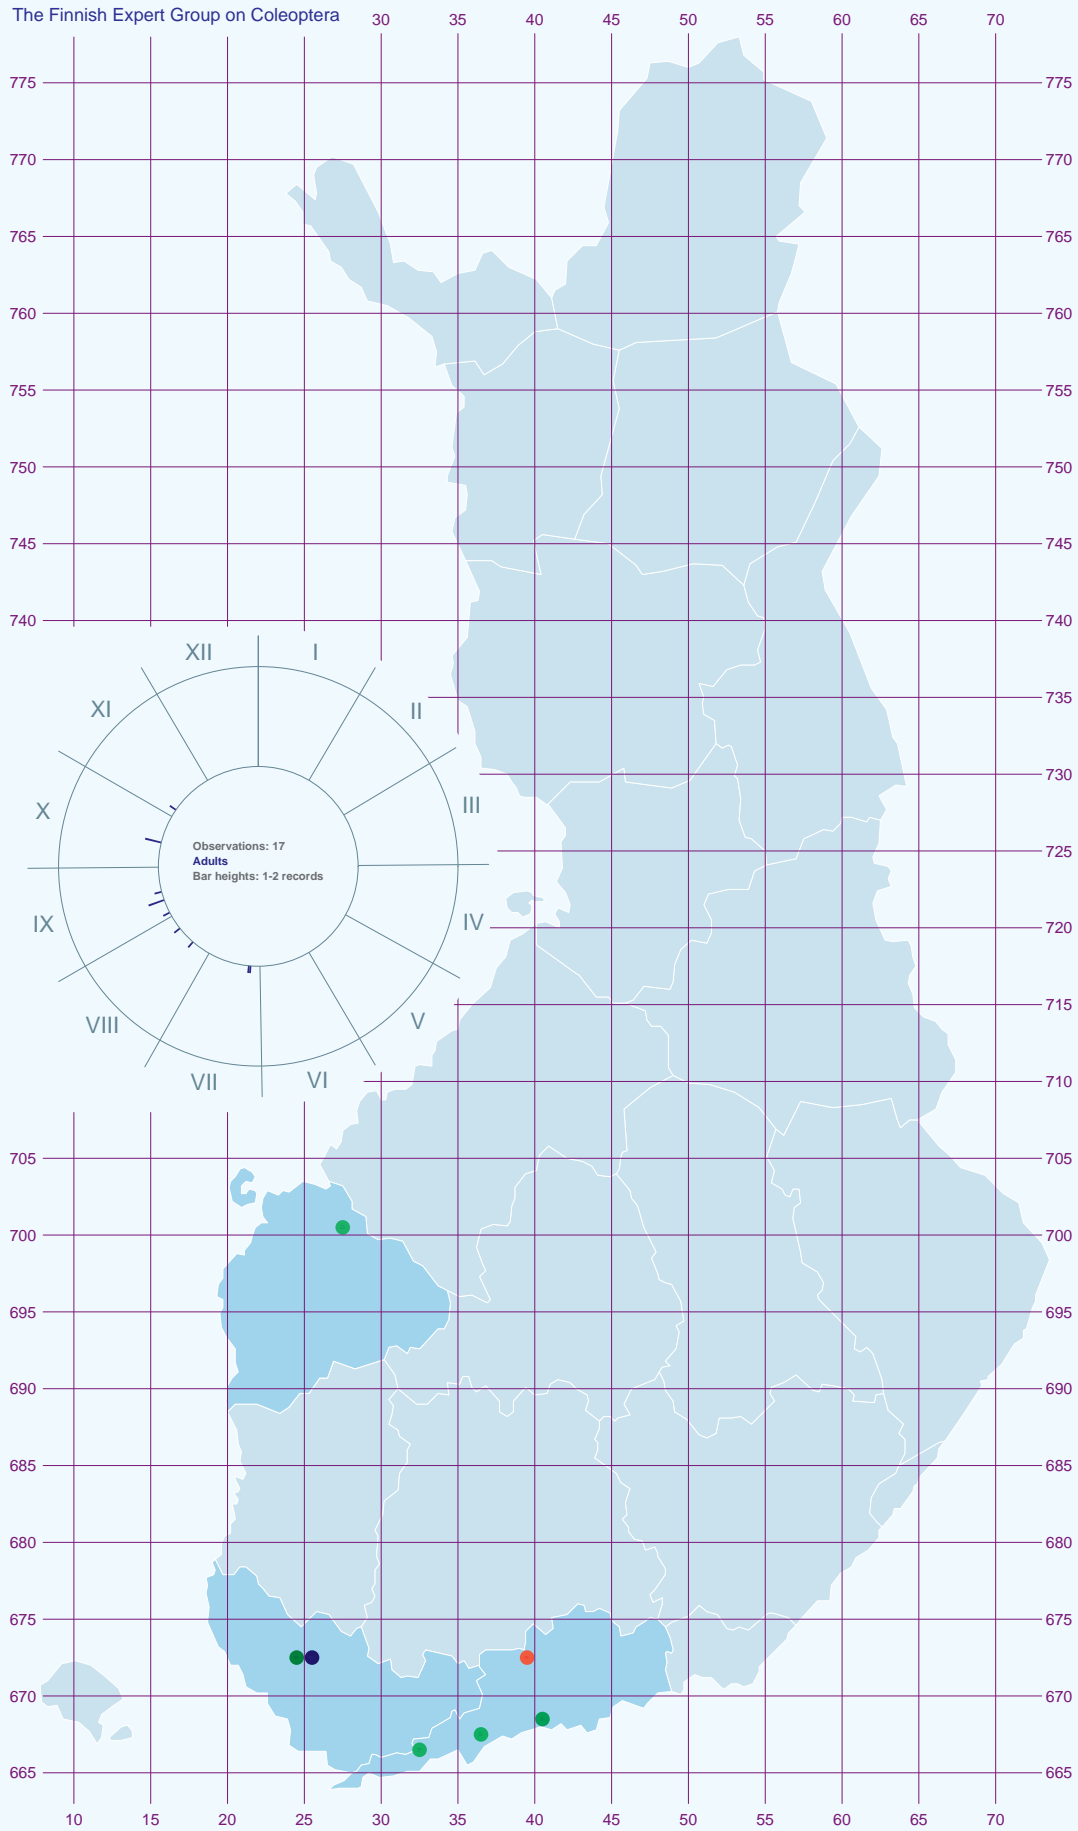 The Finnish Expert Group on Coleoptera
30 35 40 45 50 55 60 65 70
775 775
770 770
765 765
760 760
755 755
750 750
745 745
740 740
XII I
XI II
735
730
X III
Observations: 17
Adults
Bar heights: 1-2 records
725
IX IV
720
715
VIII V
VII VI
710
705 705
700 700
695 695
690 690
685 685
680 680
675 675
670 670
665 665
10 15 20 25 30 35 40 45 50 55 60 65 70